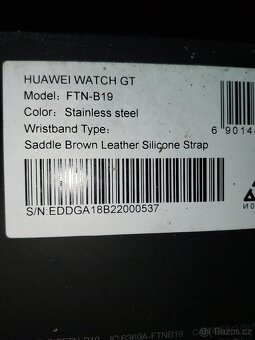 HUAWEI WATCH GT
Model: FTN-B19
Color: Stainless steel
Wristband Type:
Saddle Brown Leather Silicone Strap
6 90144
S/N:EDDGA18B22000537
Bazoš.cz